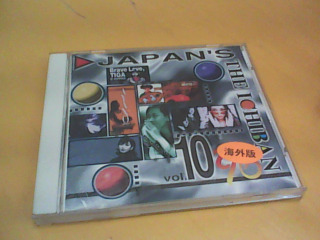 JAPAN'S
THE ICHIBAN
Brave Love,
TIGA
vol.10
海外版